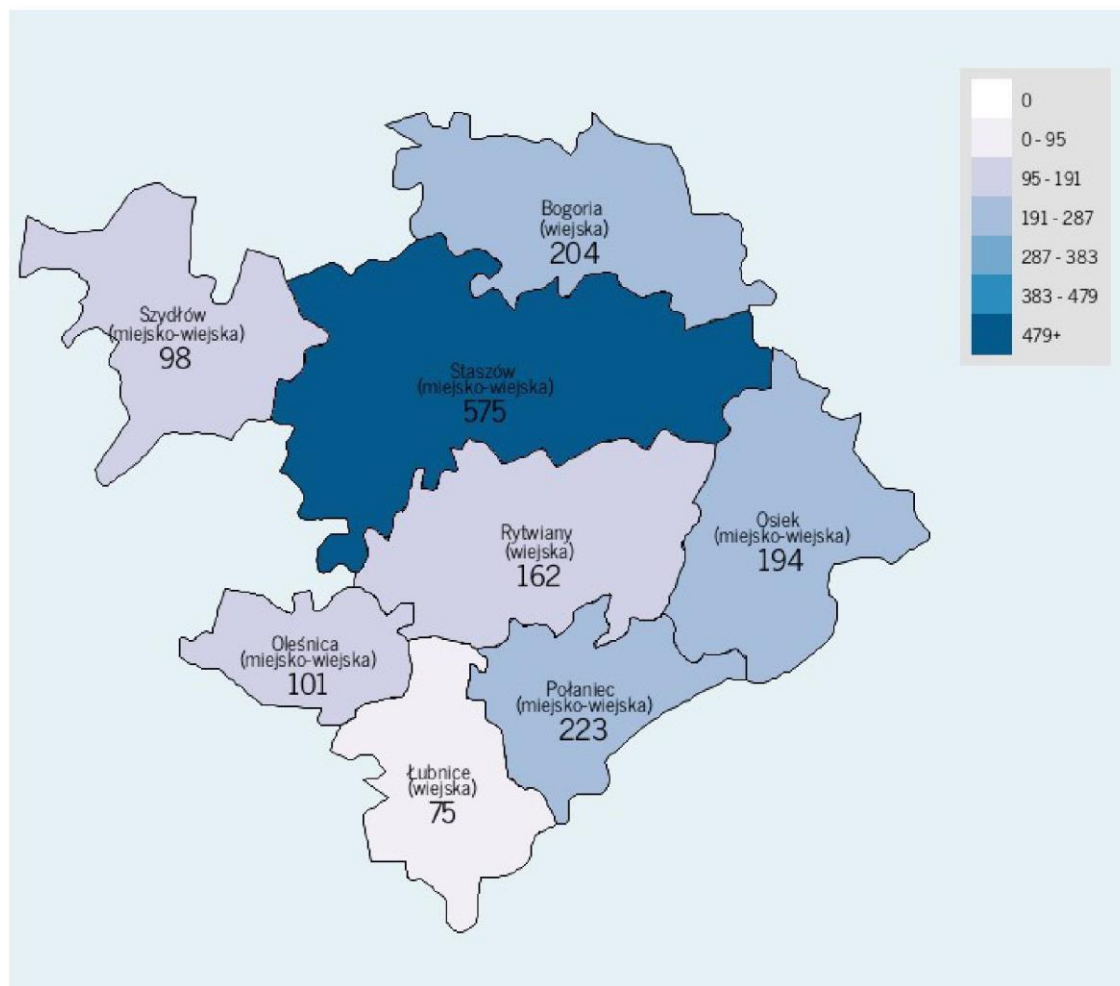 0
0 - 95
95 - 191
191 - 287
287 - 383
383 - 479
479+
Bogoria
(wiejska)
204
Szydłów
(miejsko-wiejska)
98
Staszów
(miejsko-wiejska)
575
Rytwiany
(wiejska)
162
Osiek
(miejsko-wiejska)
194
Oleśnica
(miejsko-wiejska)
101
Połaniec
(miejsko-wiejska)
223
Łubnice
(wiejska)
75